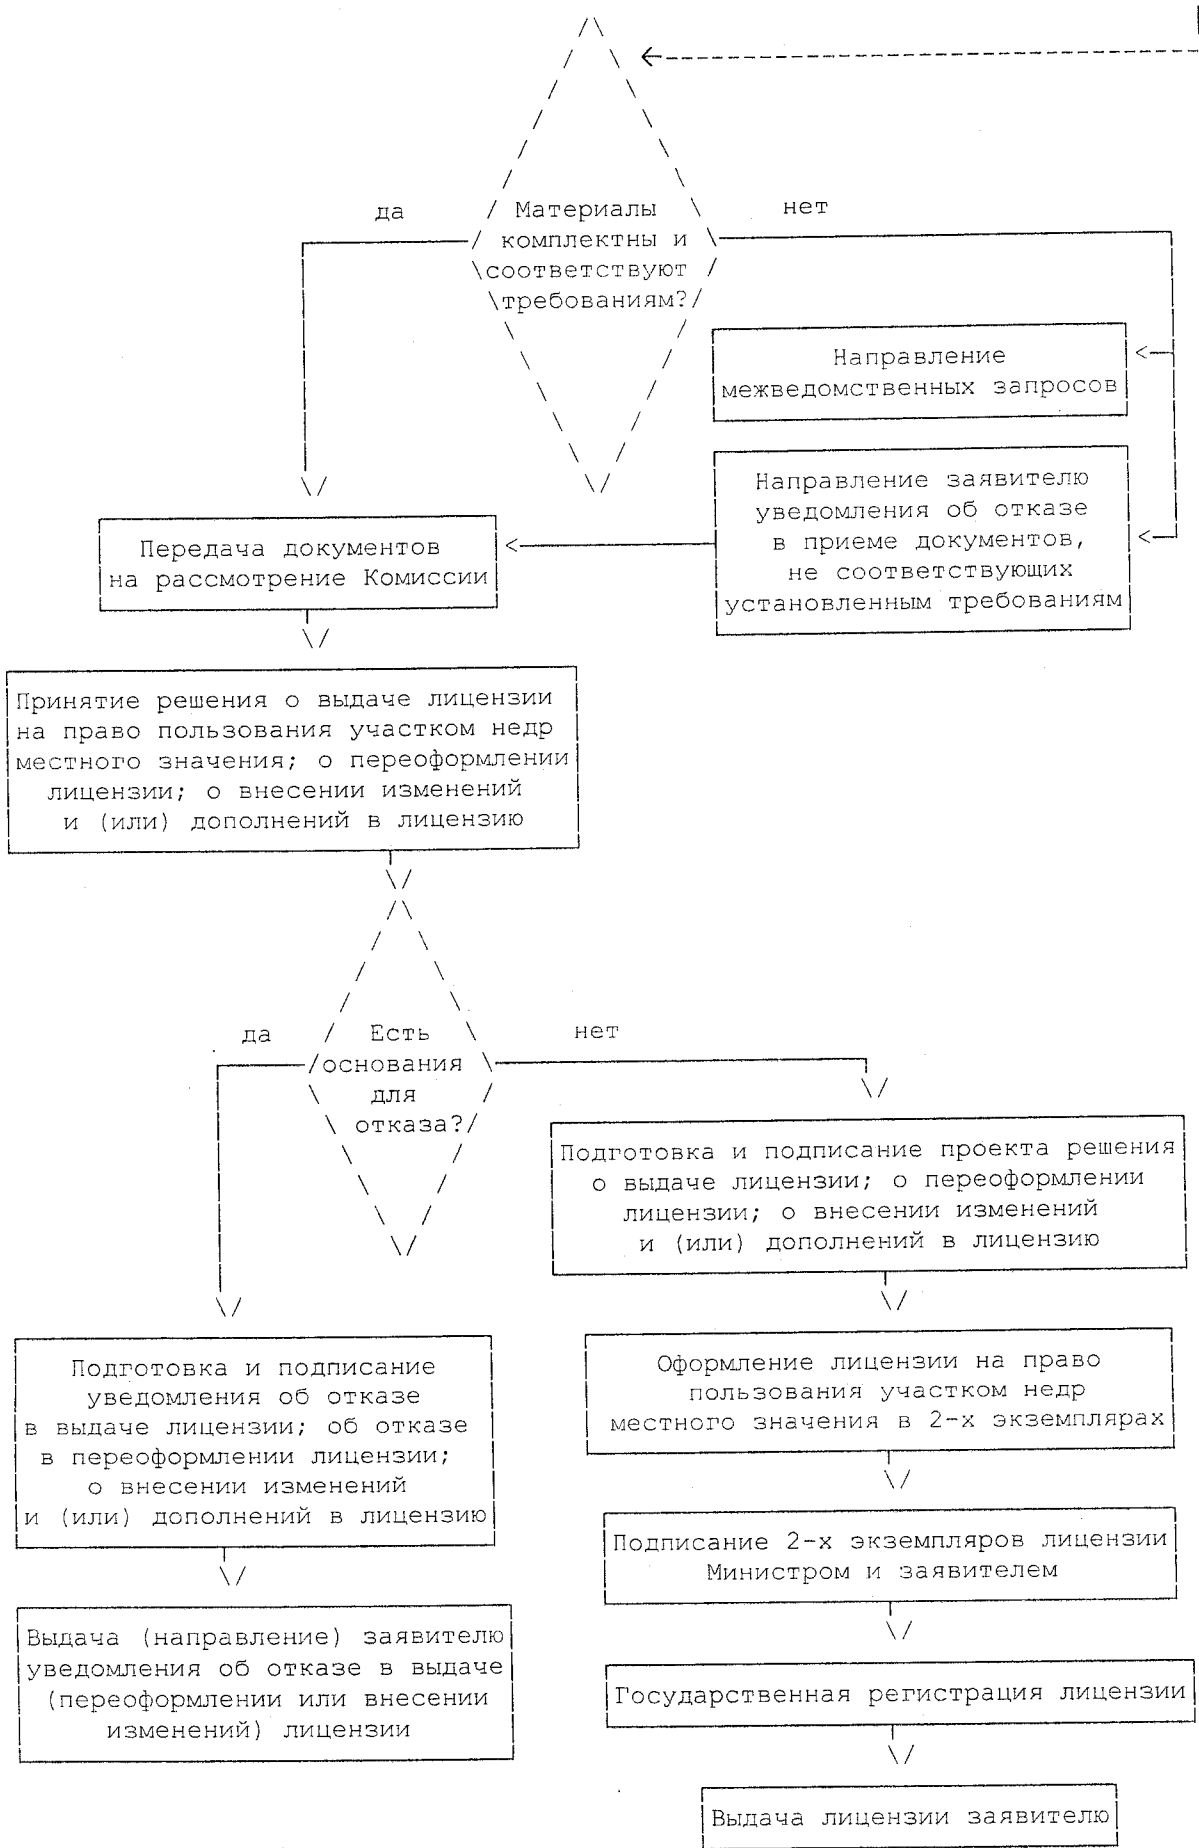 да
нет
Материалы
комплектны и
соответствуют
требованиям?
Направление
межведомственных запросов
Направление заявителю
уведомления об отказе
в приеме документов,
не соответствующих
установленным требованиям
Передача документов
на рассмотрение Комиссии
Принятие решения о выдаче лицензии
на право пользования участком недр
местного значения; о переоформлении
лицензии; о внесении изменений
и (или) дополнений в лицензию
да
нет
Есть
основания
для
отказа?
Подготовка и подписание проекта решения
о выдаче лицензии; о переоформлении
лицензии; о внесении изменений
и (или) дополнений в лицензию
Подготовка и подписание
уведомления об отказе
в выдаче лицензии; об отказе
в переоформлении лицензии;
о внесении изменений
и (или) дополнений в лицензию
Оформление лицензии на право
пользования участком недр
местного значения в 2-х экземплярах
Подписание 2-х экземпляров лицензии
Министром и заявителем
Выдача (направление) заявителю
уведомления об отказе в выдаче
(переоформлении или внесении
изменений) лицензии
Государственная регистрация лицензии
Выдача лицензии заявителю